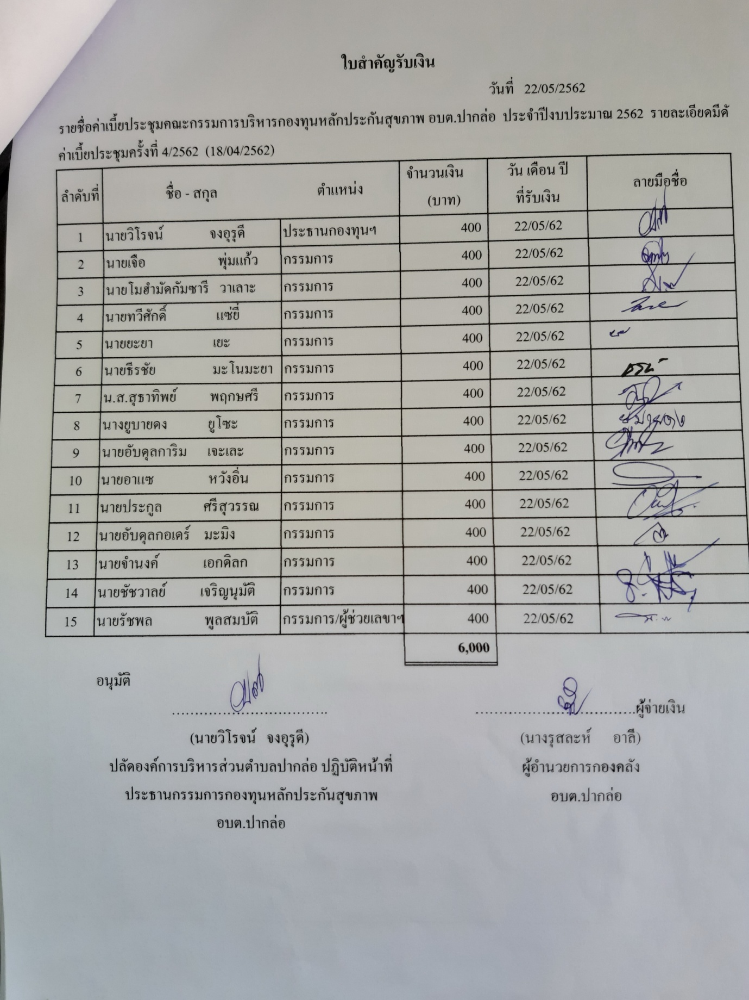 ใบสำคัญรับเงิน
วันที่ 22/05/2562
รายชื่อค่าเบี้ยประชุมคณะกรรมการบริหารกองทุนหลักประกันสุขภาพ อบต.ปากล่อ ประจำปีงบประมาณ 2562 รายละเอียดมีดั
ค่าเบี้ยประชุมครั้งที่ 4/2562 (18/04/2562)
ลำดับที่ ชื่อ - สกุล ตำแหน่ง จำนวนเงิน (บาท) วัน เดือน ปี ที่รับเงิน ลายมือชื่อ
1 นายวิโรจน์ จงอุรุดี ประธานกองทุนฯ 400 22/05/62
2 นายเจือ พุ่มแก้ว กรรมการ 400 22/05/62
3 นายโมฮำมัดกัมซารี วาเลาะ กรรมการ 400 22/05/62
4 นายทวีศักดิ์ แซ่ยี่ กรรมการ 400 22/05/62
5 นายยะยา เยะ กรรมการ 400 22/05/62
6 นายธีรชัย มะโนมะยา กรรมการ 400 22/05/62
7 น.ส.สุธาทิพย์ พฤกษศรี กรรมการ 400 22/05/62
8 นางยูบายดง ยูโซะ กรรมการ 400 22/05/62 ยูบายดง
9 นายอับดุลการิม เจะเละ กรรมการ 400 22/05/62
10 นายอาแซ หวังอิ่น กรรมการ 400 22/05/62
11 นายประกูล ศรีสุวรรณ กรรมการ 400 22/05/62
12 นายอับดุลกอเดร์ มะมิง กรรมการ 400 22/05/62
13 นายจำนงค์ เอกดิลก กรรมการ 400 22/05/62
14 นายชัชวาลย์ เจริญนุมัติ กรรมการ 400 22/05/62
15 นายรัชพล พูลสมบัติ กรรมการ/ผู้ช่วยเลขาฯ 400 22/05/62
6,000
อนุมัติ
....................................... .......................................ผู้จ่ายเงิน
(นายวิโรจน์ จงอุรุดี) (นางรุสละห์ อาลี)
ปลัดองค์การบริหารส่วนตำบลปากล่อ ปฏิบัติหน้าที่ ผู้อำนวยการกองคลัง
ประธานกรรมการกองทุนหลักประกันสุขภาพ อบต.ปากล่อ
อบต.ปากล่อ